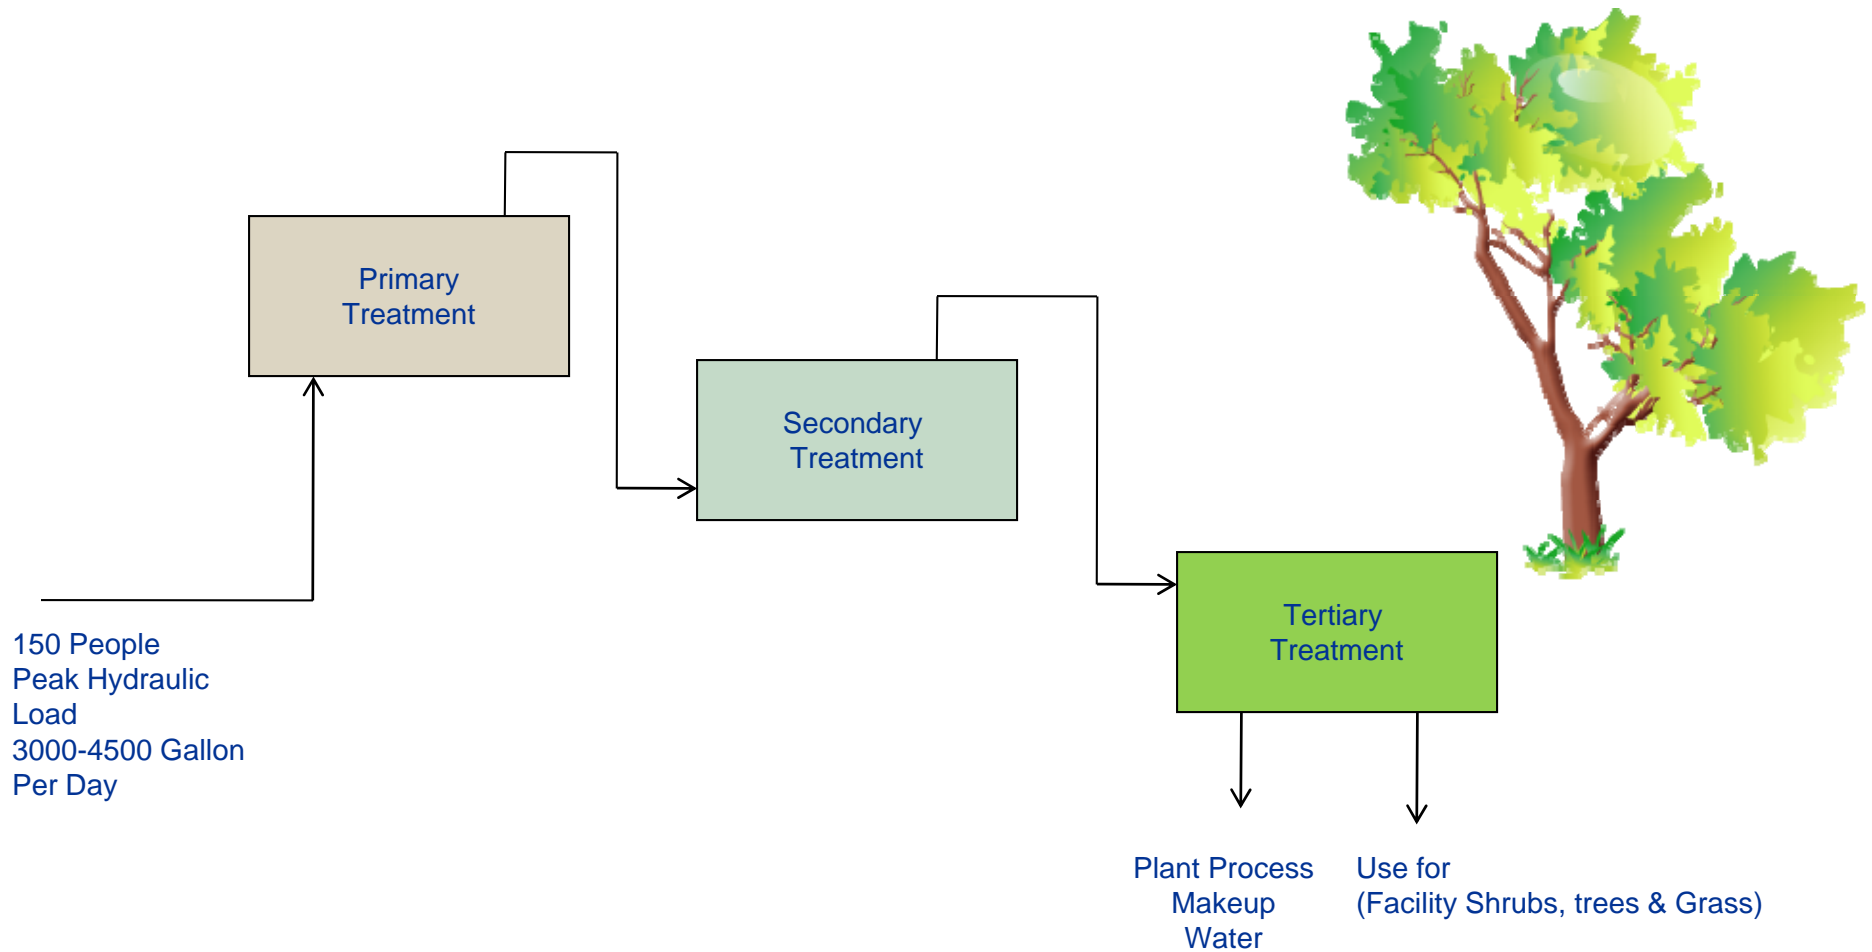 Primary
Treatment
Secondary
Treatment
Tertiary
Treatment
150 People
Peak Hydraulic
Load
3000-4500 Gallon
Per Day
Plant Process
Makeup
Water
Use for
(Facility Shrubs, trees & Grass)